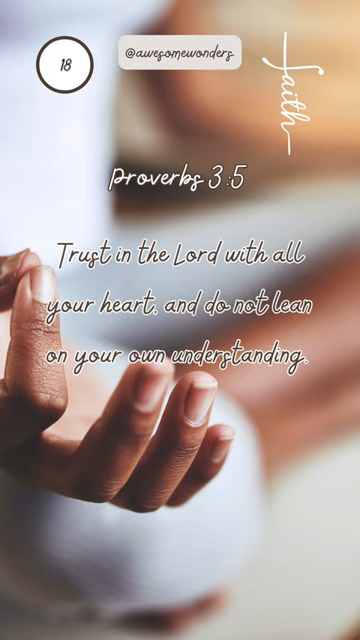 18
@awesomewonders
faith
Proverbs 3:5
Trust in the Lord with all
your heart, and do not lean
on your own understanding.